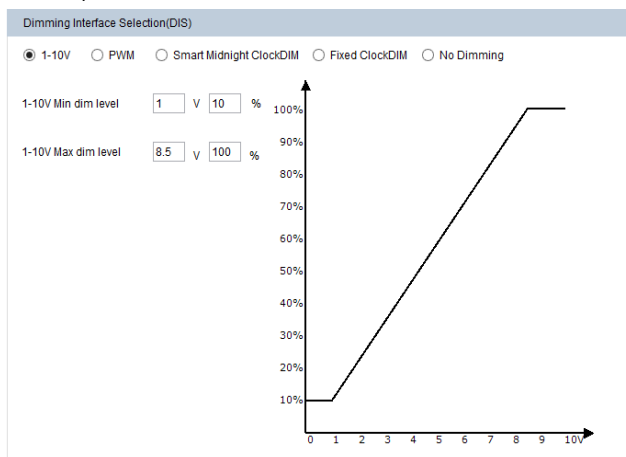 Dimming Interface Selection(DIS)
1-10V PWM Smart Midnight ClockDIM Fixed ClockDIM No Dimming
1-10V Min dim level 1 V 10 %
1-10V Max dim level 8.5 V 100 %
100%
90%
80%
70%
60%
50%
40%
30%
20%
10%
0 1 2 3 4 5 6 7 8 9 10V